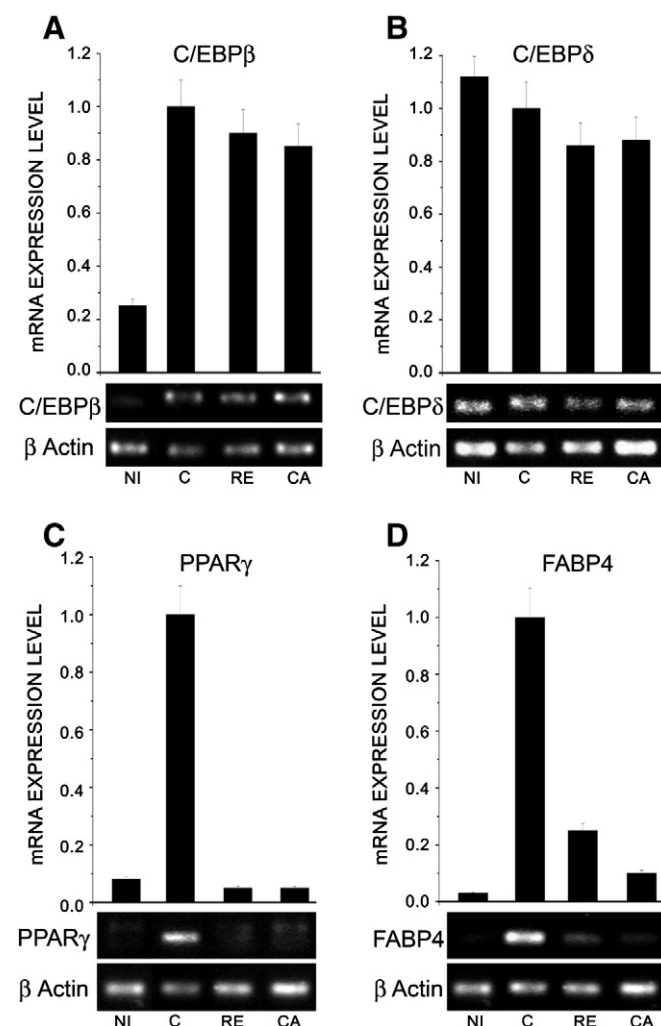 A
C/EBPβ
mRNA EXPRESSION LEVEL
1.2
1.0
0.8
0.6
0.4
0.2
0.0
C/EBPβ
β Actin
NI C RE CA
B
C/EBPδ
mRNA EXPRESSION LEVEL
1.2
1.0
0.8
0.6
0.4
0.2
0.0
C/EBPδ
β Actin
NI C RE CA
C
PPARγ
mRNA EXPRESSION LEVEL
1.2
1.0
0.8
0.6
0.4
0.2
0.0
PPARγ
β Actin
NI C RE CA
D
FABP4
mRNA EXPRESSION LEVEL
1.2
1.0
0.8
0.6
0.4
0.2
0.0
FABP4
β Actin
NI C RE CA